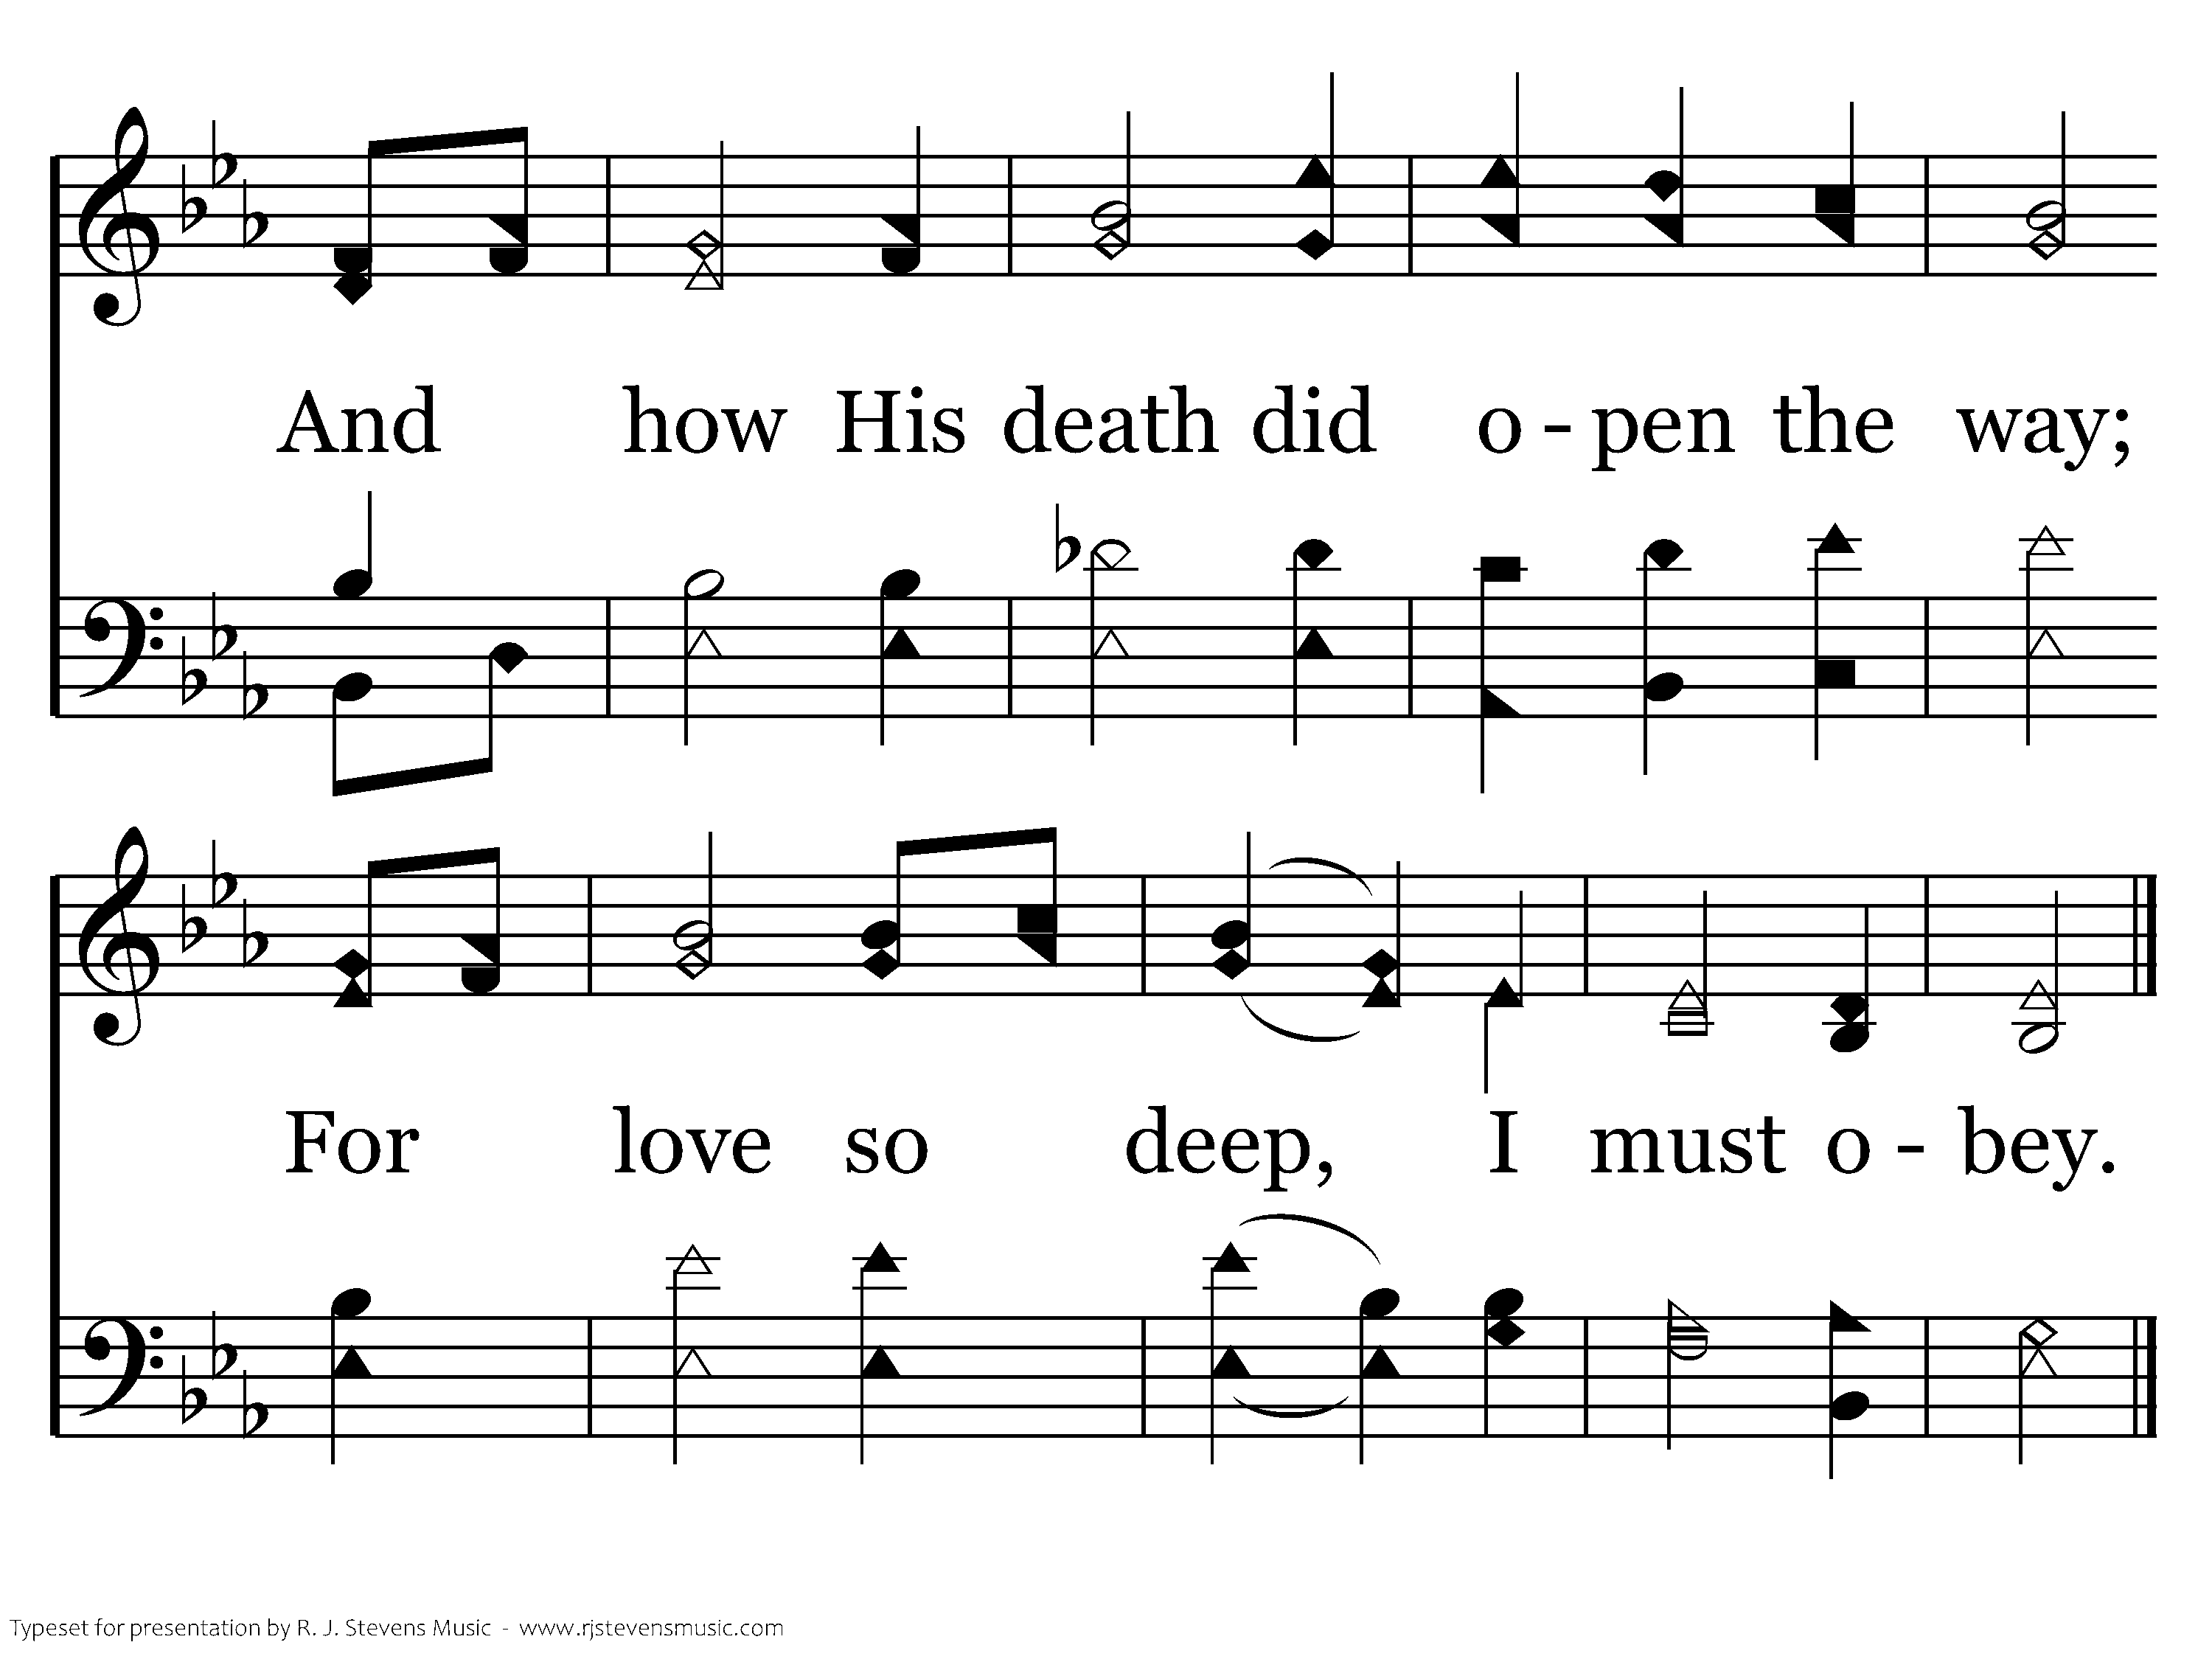 And how His death did o - pen the way;
For love so deep, I must o - bey.
Typeset for presentation by R. J. Stevens Music - www.rjstevensmusic.com